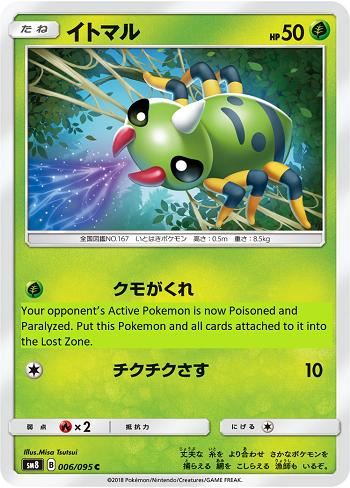 たね イトマル HP50
全国図鑑NO.167 いとはきポケモン 高さ:0.5m 重さ:8.5kg
クモがくれ
Your opponent's Active Pokemon is now Poisoned and
Paralyzed. Put this Pokemon and all cards attached to it into
the Lost Zone.
チクチクさす 10
弱点 ×2 抵抗力 にげる
Illus.Misa Tsutsui
SM8 B 006/095 C
丈夫な 糸を より合わせ さかなポケモンを
捕らえる 網を こしらえる 漁師も いるぞ。
©2018 Pokémon/Nintendo/Creatures/GAME FREAK.